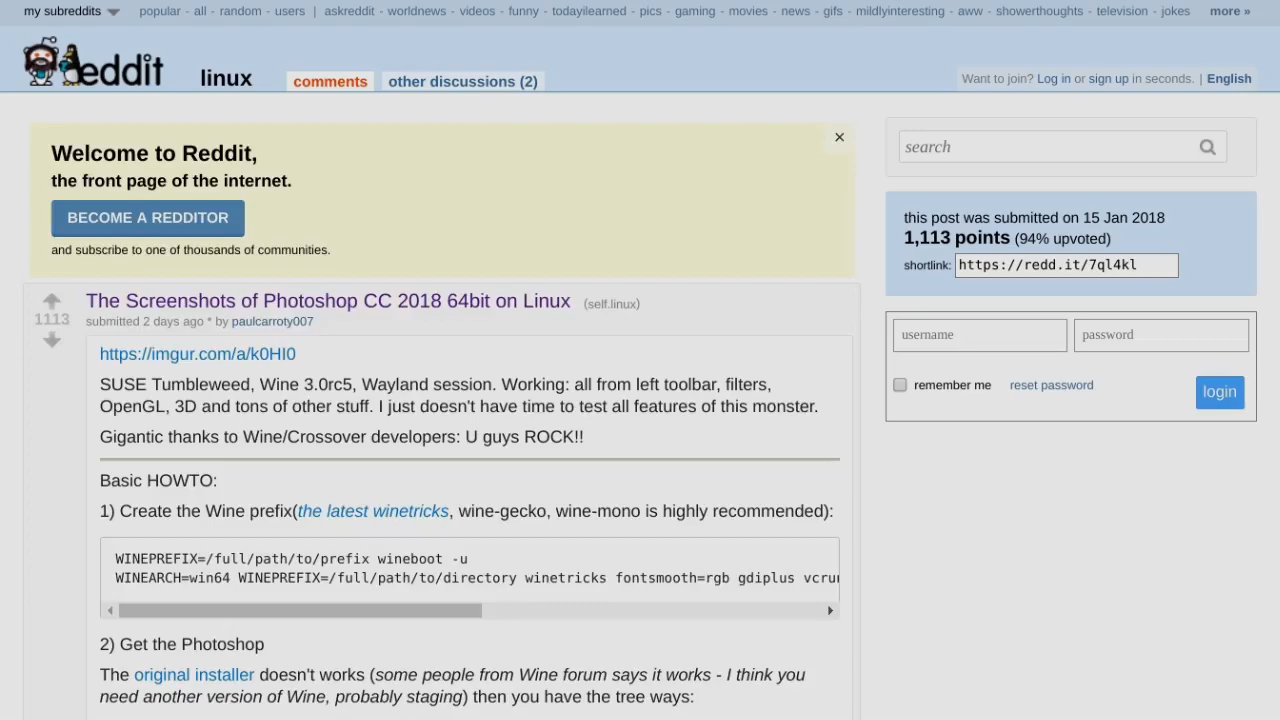 my subreddits popular - all - random - users | askreddit - worldnews - videos - funny - todayilearned - pics - gaming - movies - news - gifs - mildlyinteresting - aww - showerthoughts - television - jokes more »
reddit linux comments other discussions (2) Want to join? Log in or sign up in seconds. | English
Welcome to Reddit,
the front page of the internet.
BECOME A REDDITOR
and subscribe to one of thousands of communities.
×
search
this post was submitted on 15 Jan 2018
1,113 points (94% upvoted)
shortlink: https://redd.it/7ql4kl
username password
remember me reset password login
1113
The Screenshots of Photoshop CC 2018 64bit on Linux (self.linux)
submitted 2 days ago * by paulcarroty007
https://imgur.com/a/k0HI0
SUSE Tumbleweed, Wine 3.0rc5, Wayland session. Working: all from left toolbar, filters,
OpenGL, 3D and tons of other stuff. I just doesn't have time to test all features of this monster.
Gigantic thanks to Wine/Crossover developers: U guys ROCK!!
Basic HOWTO:
1) Create the Wine prefix(the latest winetricks, wine-gecko, wine-mono is highly recommended):
WINEPREFIX=/full/path/to/prefix wineboot -u
WINEARCH=win64 WINEPREFIX=/full/path/to/directory winetricks fontsmooth=rgb gdiplus vcru
2) Get the Photoshop
The original installer doesn't works (some people from Wine forum says it works - I think you
need another version of Wine, probably staging) then you have the tree ways: